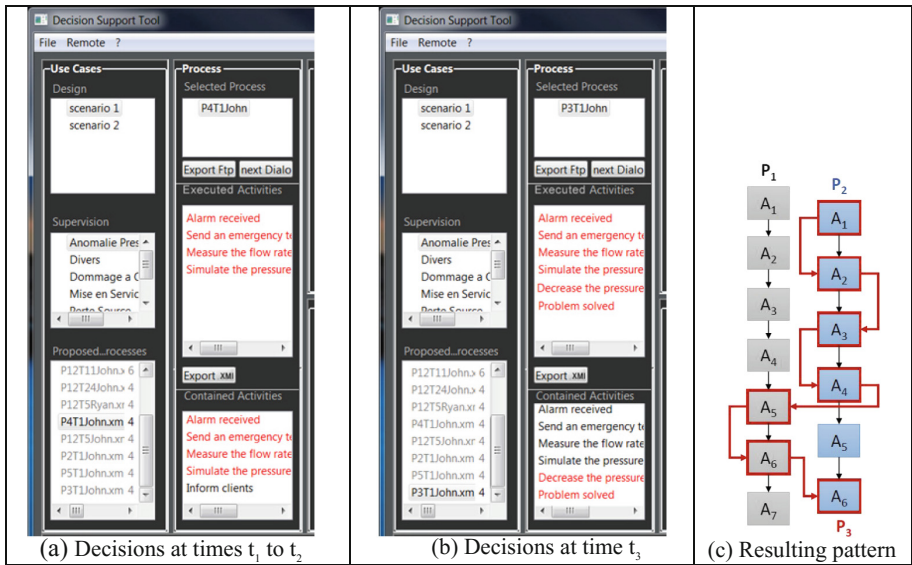 Decision Support Tool
File Remote ?
Use Cases
Design
scenario 1
scenario 2
Supervision
Anomalie Pres
Divers
Dommage a C
Mise en Servic
Perte Source
Proposed...rocesses
P12T11John.x 6
P12T24John.x 4
P12T5Ryan.xr 4
P4T1John.xm 4
P12T5John.xr 4
P2T1John.xm 4
P5T1John.xm 4
P3T1John.xm 4
Process
Selected Process
P4T1John
Export Ftp next Dialo
Executed Activities
Alarm received
Send an emergency te
Measure the flow rate
Simulate the pressure
Export .XMI
Contained Activities
Alarm received
Send an emergency te
Measure the flow rate
Simulate the pressure
Inform clients
(a) Decisions at times t1 to t2
Decision Support Tool
File Remote ?
Use Cases
Design
scenario 1
scenario 2
Supervision
Anomalie Pres
Divers
Dommage a C
Mise en Servic
Perte Source
Proposed...rocesses
P12T11John.x 6
P12T24John.x 4
P12T5Ryan.xr 4
P4T1John.xm 4
P12T5John.xr 4
P2T1John.xm 4
P5T1John.xm 4
P3T1John.xm 4
Process
Selected Process
P3T1John
Export Ftp next Dialo
Executed Activities
Alarm received
Send an emergency te
Measure the flow rate
Simulate the pressure
Decrease the pressure
Problem solved
Export .XMI
Contained Activities
Alarm received
Send an emergency te
Measure the flow rate
Simulate the pressure
Decrease the pressure
Problem solved
(b) Decisions at time t3
P1
A1
A2
A3
A4
A5
A6
A7
P2
A1
A2
A3
A4
A5
A6
P3
(c) Resulting pattern